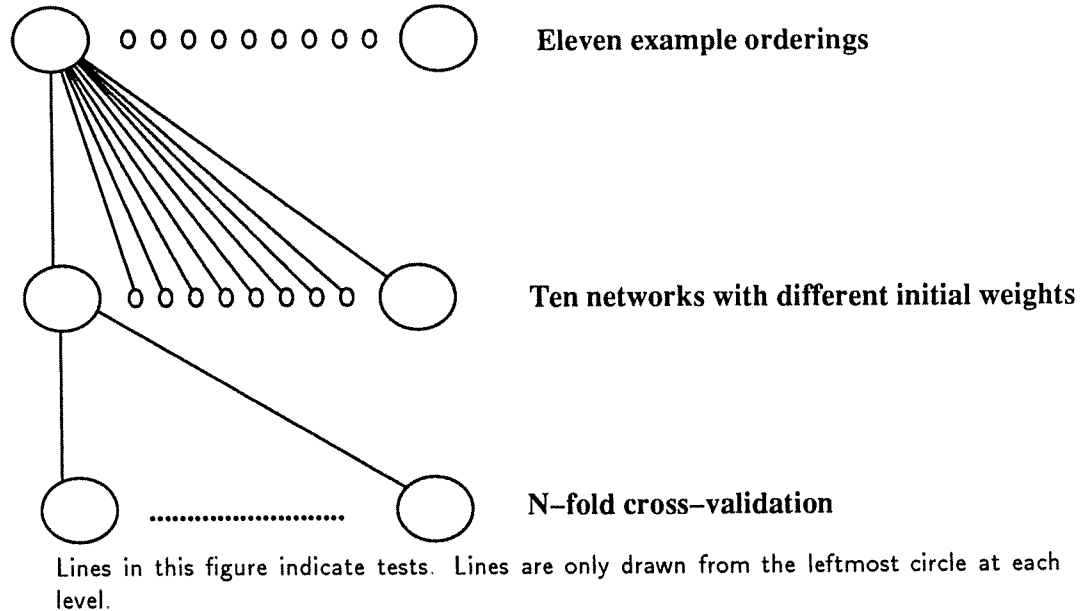 Eleven example orderings
Ten networks with different initial weights
N–fold cross–validation
Lines in this figure indicate tests. Lines are only drawn from the leftmost circle at each
level.